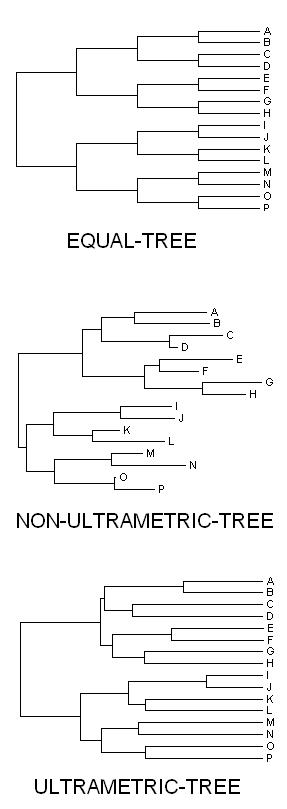 A
B
C
D
E
F
G
H
I
J
K
L
M
N
O
P
EQUAL-TREE
A
B
C
D
E
F
G
H
I
J
K
L
M
N
O
P
NON-ULTRAMETRIC-TREE
A
B
C
D
E
F
G
H
I
J
K
L
M
N
O
P
ULTRAMETRIC-TREE